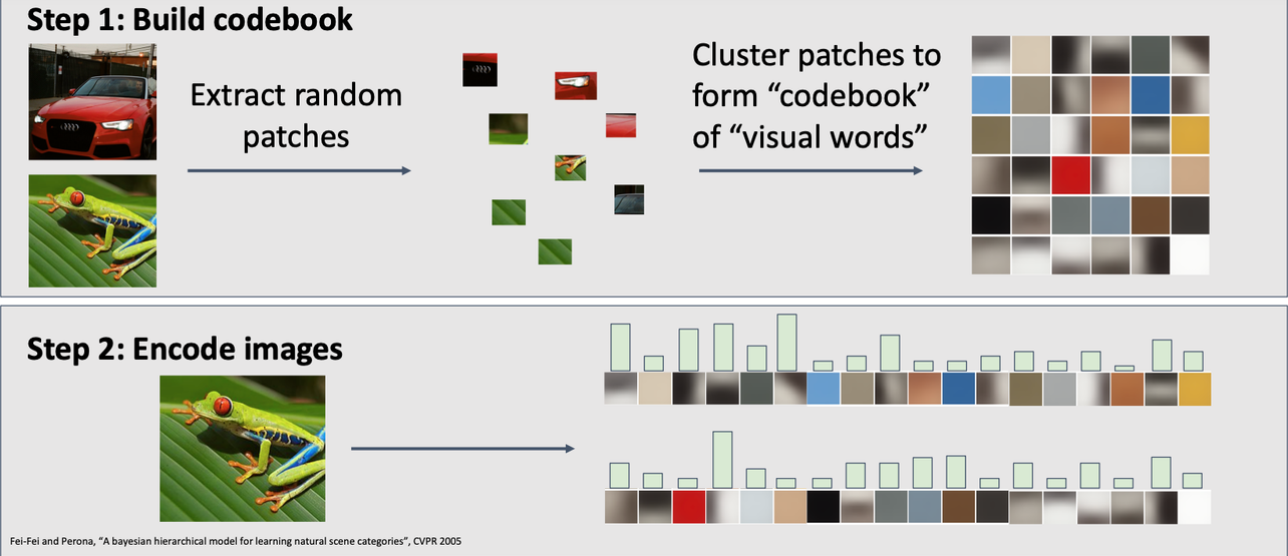 Step 1: Build codebook
Extract random
patches
Cluster patches to
form “codebook”
of “visual words”
Step 2: Encode images
Fei-Fei and Perona, “A bayesian hierarchical model for learning natural scene categories”, CVPR 2005